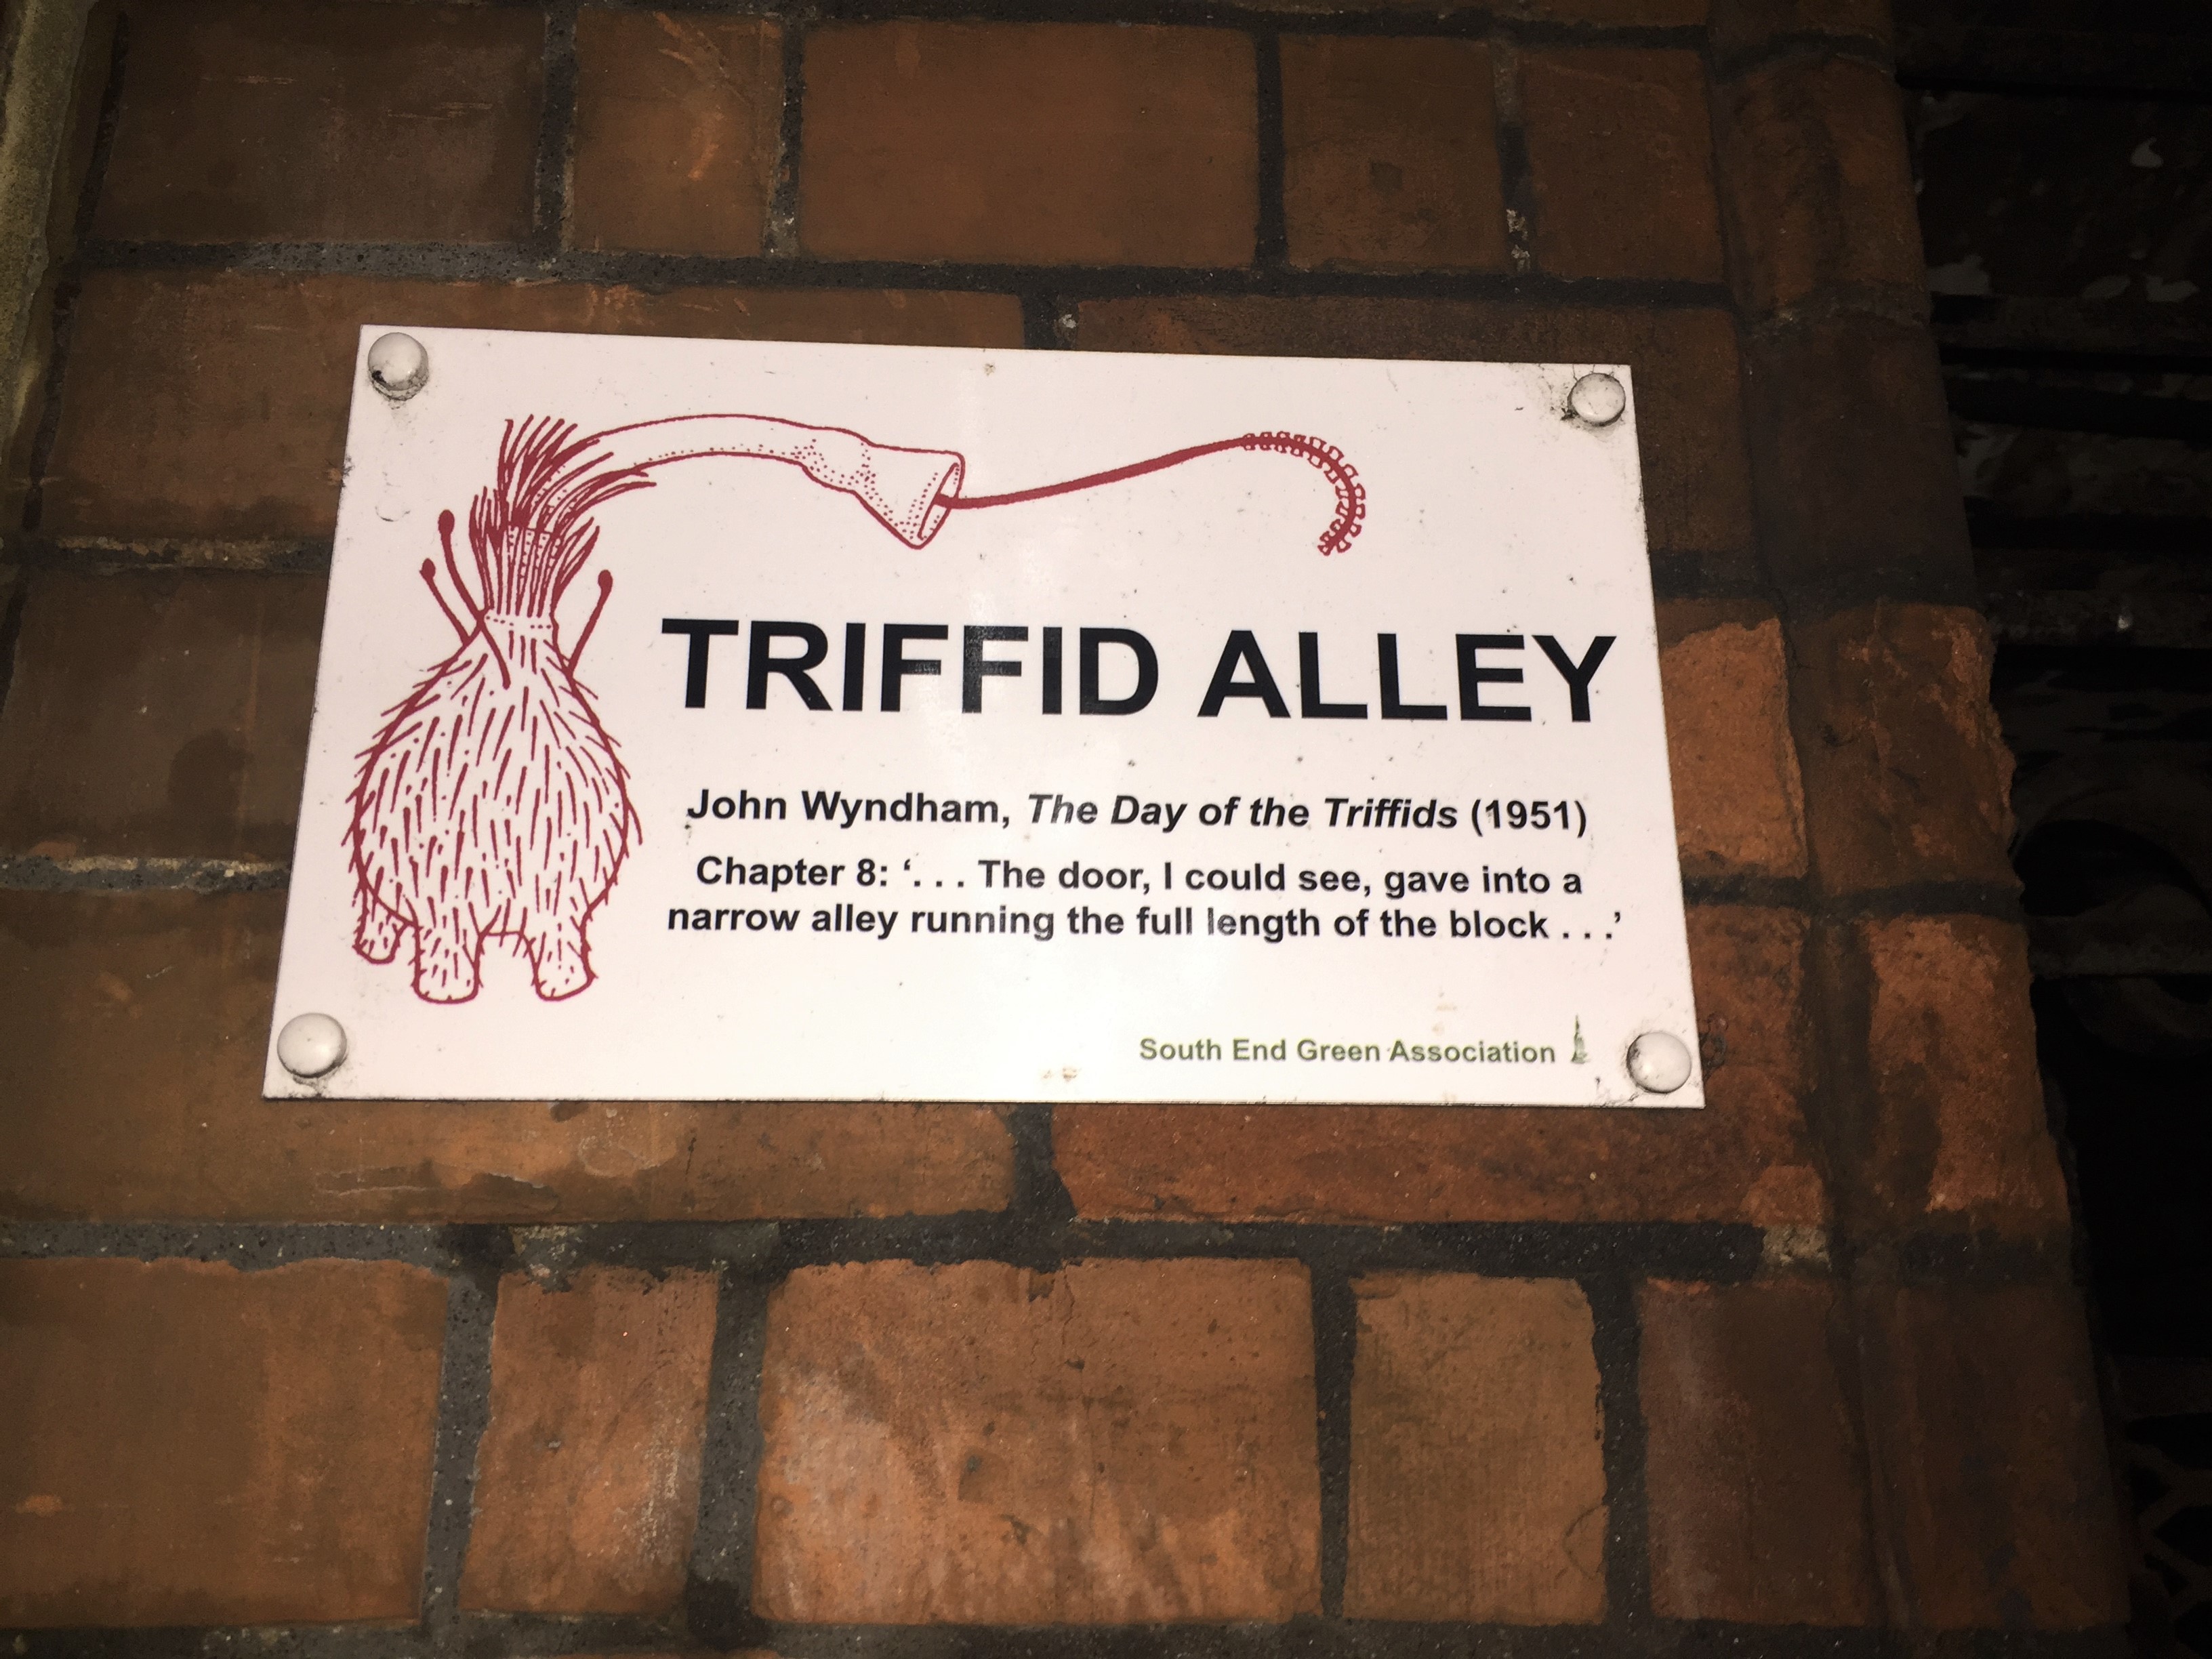 TRIFFID ALLEY
John Wyndham, The Day of the Triffids (1951)
Chapter 8: ‘. . . The door, I could see, gave into a
narrow alley running the full length of the block . . .’
South End Green Association